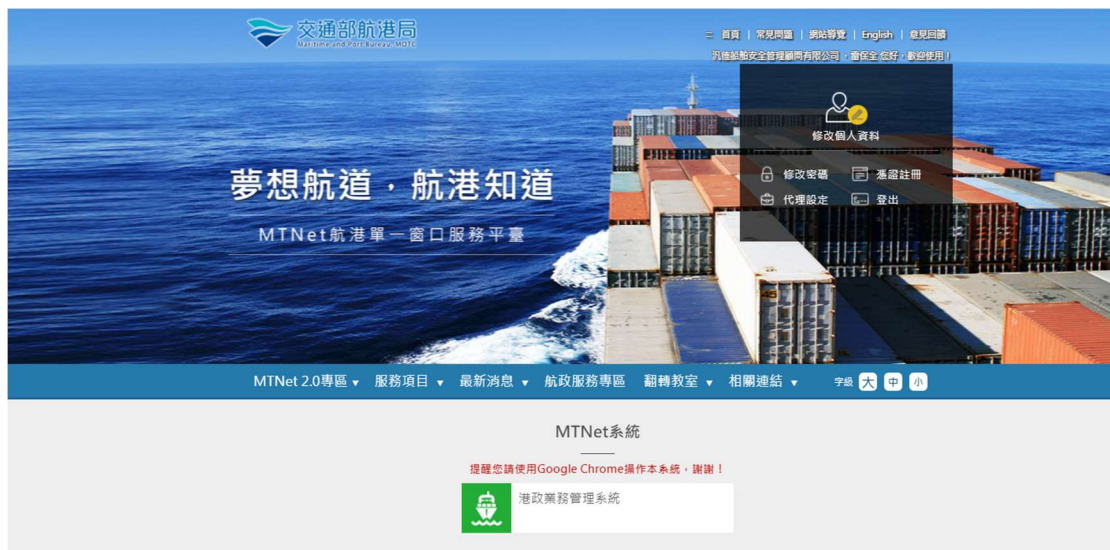 交通部航港局
Maritime and Port Bureau, MOTC
::: 首頁 | 常見問題 | 網站導覽 | English | 意見回饋
汎德船舶安全管理顧問有限公司，童保全 您好，歡迎使用！
修改個人資料
修改密碼 憑證註冊
代理設定 登出
夢想航道，航港知道
MTNet航港單一窗口服務平臺
MTNet 2.0專區 服務項目 最新消息 航政服務專區 翻轉教室 相關連結 字級 大 中 小
MTNet系統
提醒您請使用Google Chrome操作本系統，謝謝！
港政業務管理系統